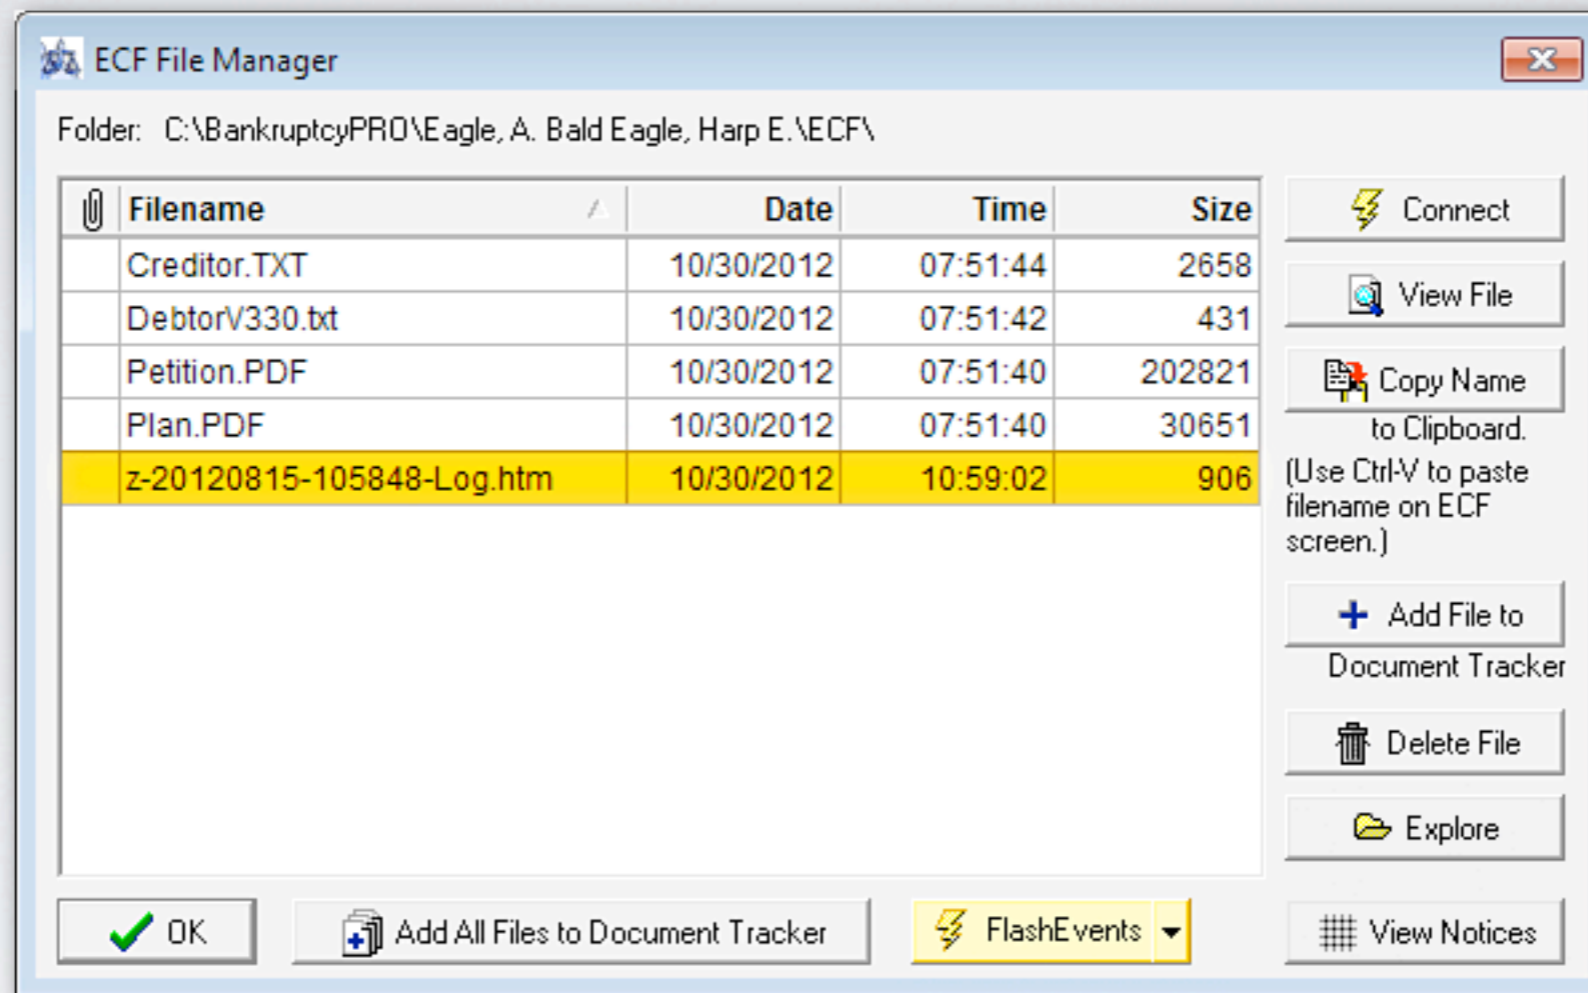 ECF File Manager
Folder: C:\BankruptcyPRO\Eagle, A. Bald Eagle, Harp E.\ECF\
Filename Date Time Size
Creditor.TXT 10/30/2012 07:51:44 2658
DebtorV330.txt 10/30/2012 07:51:42 431
Petition.PDF 10/30/2012 07:51:40 202821
Plan.PDF 10/30/2012 07:51:40 30651
z-20120815-105848-Log.htm 10/30/2012 10:59:02 906
Connect
View File
Copy Name
to Clipboard.
(Use Ctrl-V to paste
filename on ECF
screen.)
Add File to
Document Tracker
Delete File
Explore
OK Add All Files to Document Tracker FlashEvents View Notices